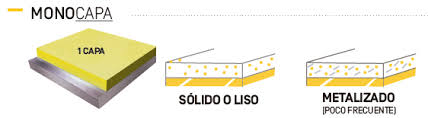 MONOCAPA
1 CAPA
SÓLIDO O LISO
METALIZADO
(POCO FRECUENTE)